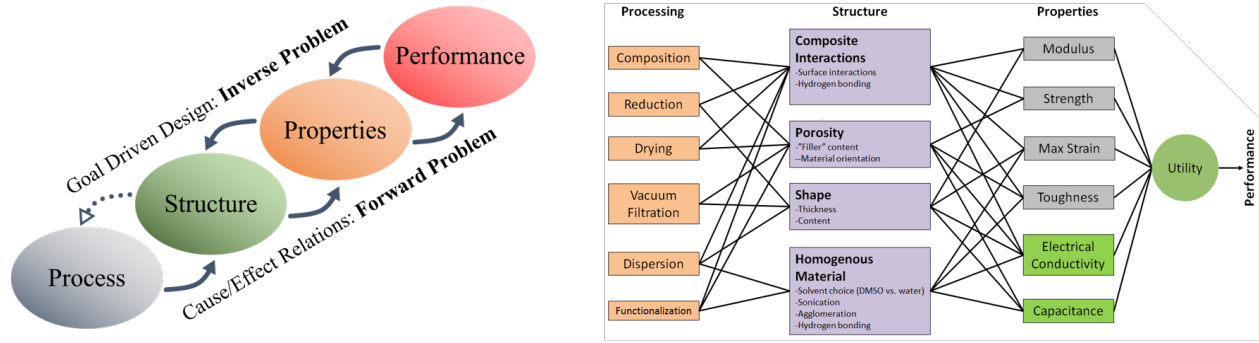 Goal Driven Design: Inverse Problem
Performance
Properties
Structure
Process
Cause/Effect Relations: Forward Problem
Processing
Composition
Reduction
Drying
Vacuum
Filtration
Dispersion
Functionalization
Structure
Composite
Interactions
-Surface interactions
-Hydrogen bonding
Porosity
-"Filler" content
--Material orientation
Shape
-Thickness
-Content
Homogenous
Material
-Solvent choice (DMSO vs. water)
-Sonication
-Agglomeration
-Hydrogen bonding
Properties
Modulus
Strength
Max Strain
Toughness
Electrical
Conductivity
Capacitance
Utility
Performance